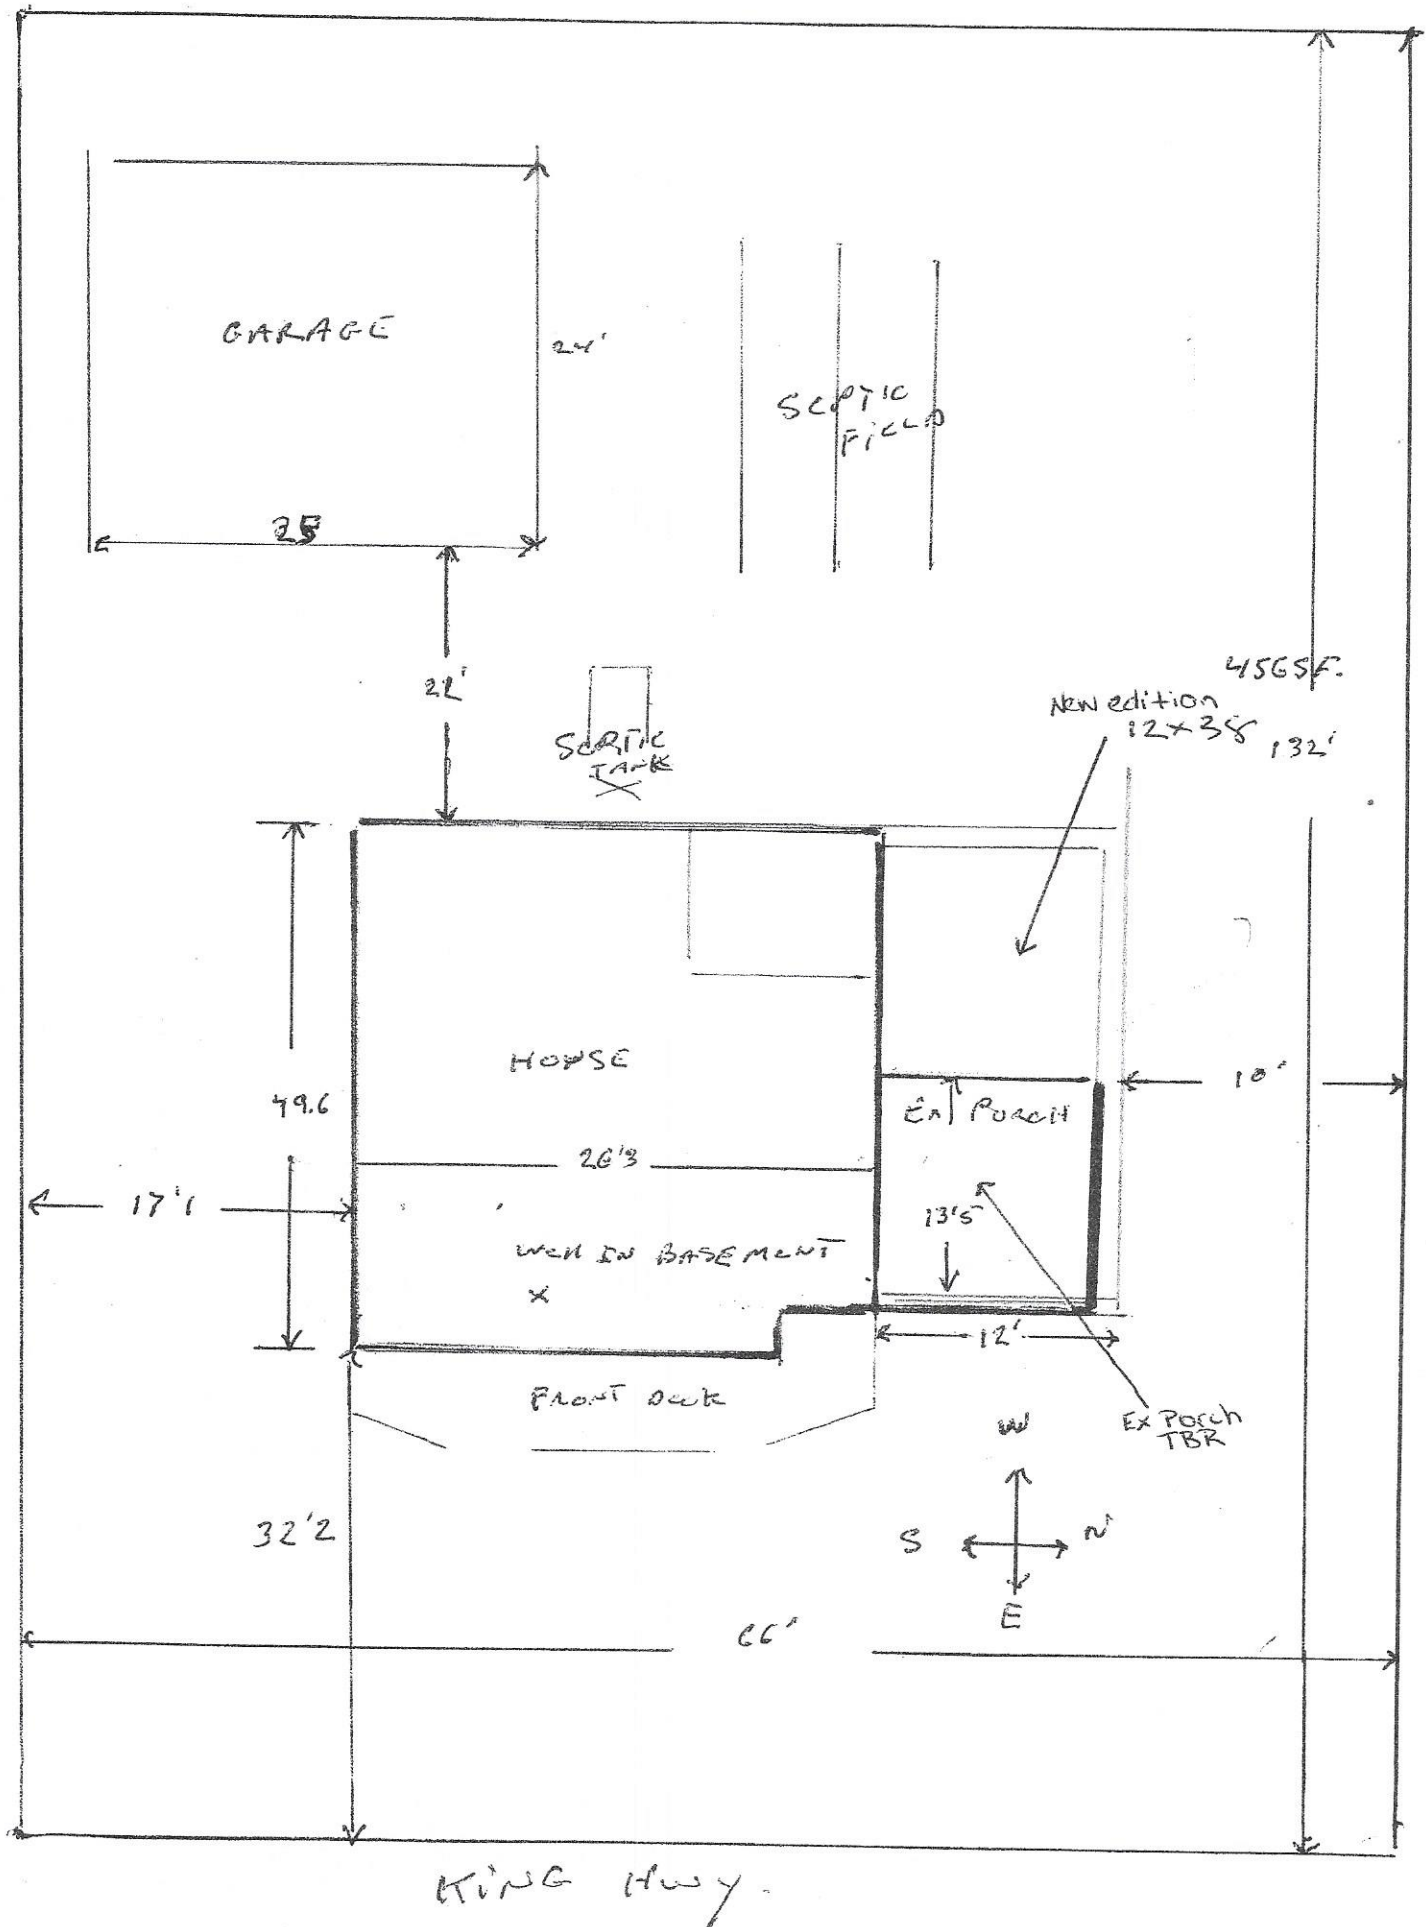 GARAGE
24'
SEPTIC
FIELD
25
22'
SEPTIC
TANK
X
456SF.
New edition
12x38
132'
HOUSE
49.6
26'3
17'1
Ex PORCH
10'
13'5
WELL IN BASEMENT
X
12'
FRONT DECK
Ex Porch
TBR
W
S
N
E
32'2
66'
KING HWY.